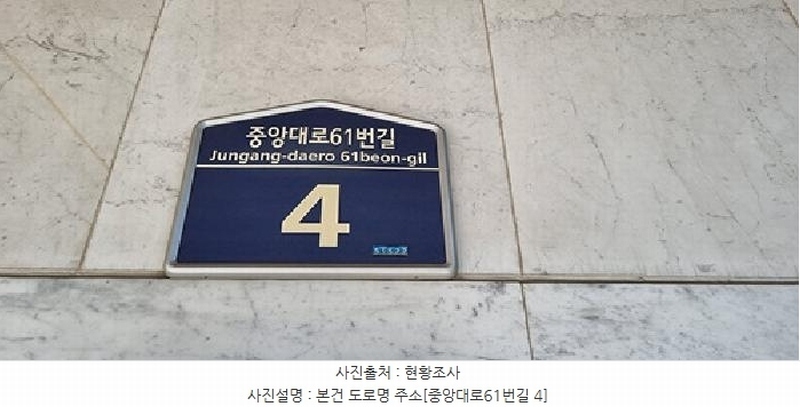 중앙대로61번길
Jungang-daero 61beon-gil
4
사진출처 : 현황조사
사진설명 : 본건 도로명 주소[중앙대로61번길 4]